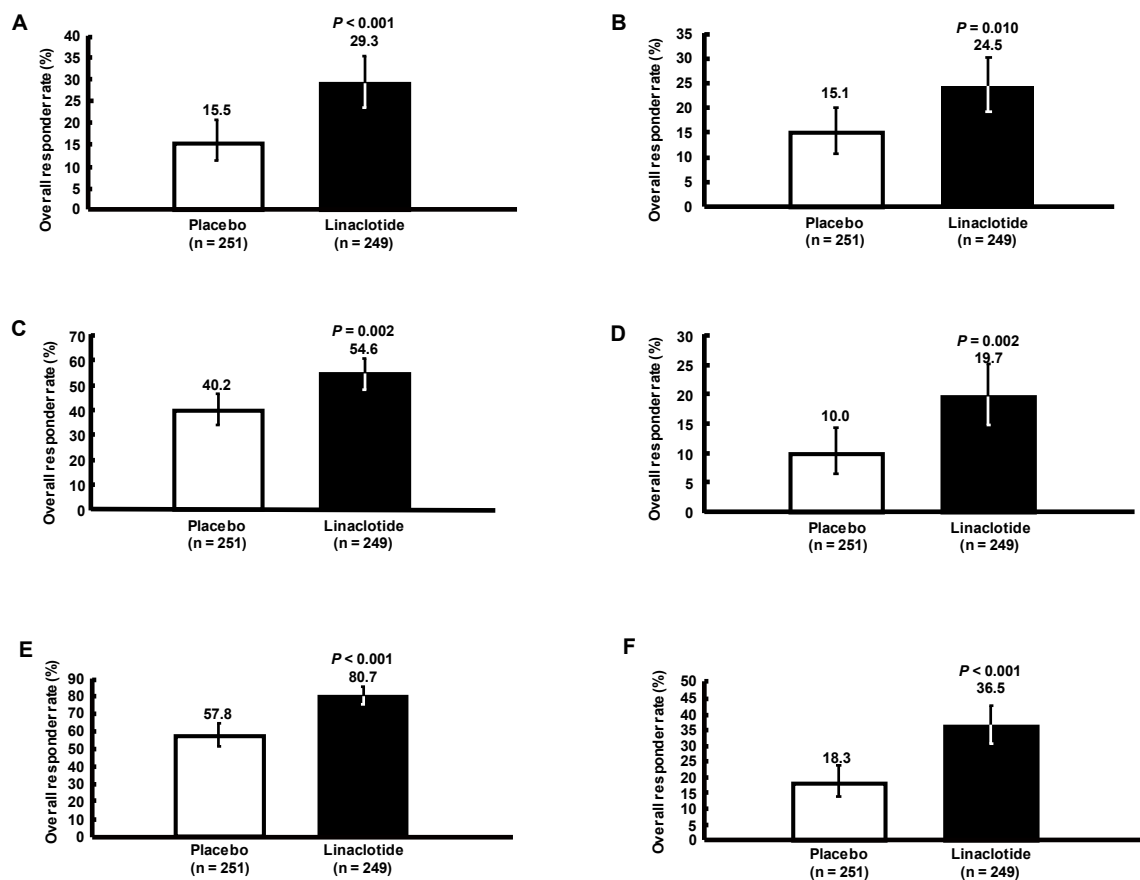 A
Overall responder rate (%)
40
35
30
25
20
15
10
5
0
15.5
P < 0.001
29.3
Placebo
(n = 251)
Linaclotide
(n = 249)
B
Overall responder rate (%)
35
30
25
20
15
10
5
0
15.1
P = 0.010
24.5
Placebo
(n = 251)
Linaclotide
(n = 249)
C
Overall responder rate (%)
70
60
50
40
30
20
10
0
40.2
P = 0.002
54.6
Placebo
(n = 251)
Linaclotide
(n = 249)
D
Overall responder rate (%)
30
25
20
15
10
5
0
10.0
P = 0.002
19.7
Placebo
(n = 251)
Linaclotide
(n = 249)
E
Overall responder rate (%)
90
80
70
60
50
40
30
20
10
0
57.8
P < 0.001
80.7
Placebo
(n = 251)
Linaclotide
(n = 249)
F
Overall responder rate (%)
50
45
40
35
30
25
20
15
10
5
0
18.3
P < 0.001
36.5
Placebo
(n = 251)
Linaclotide
(n = 249)